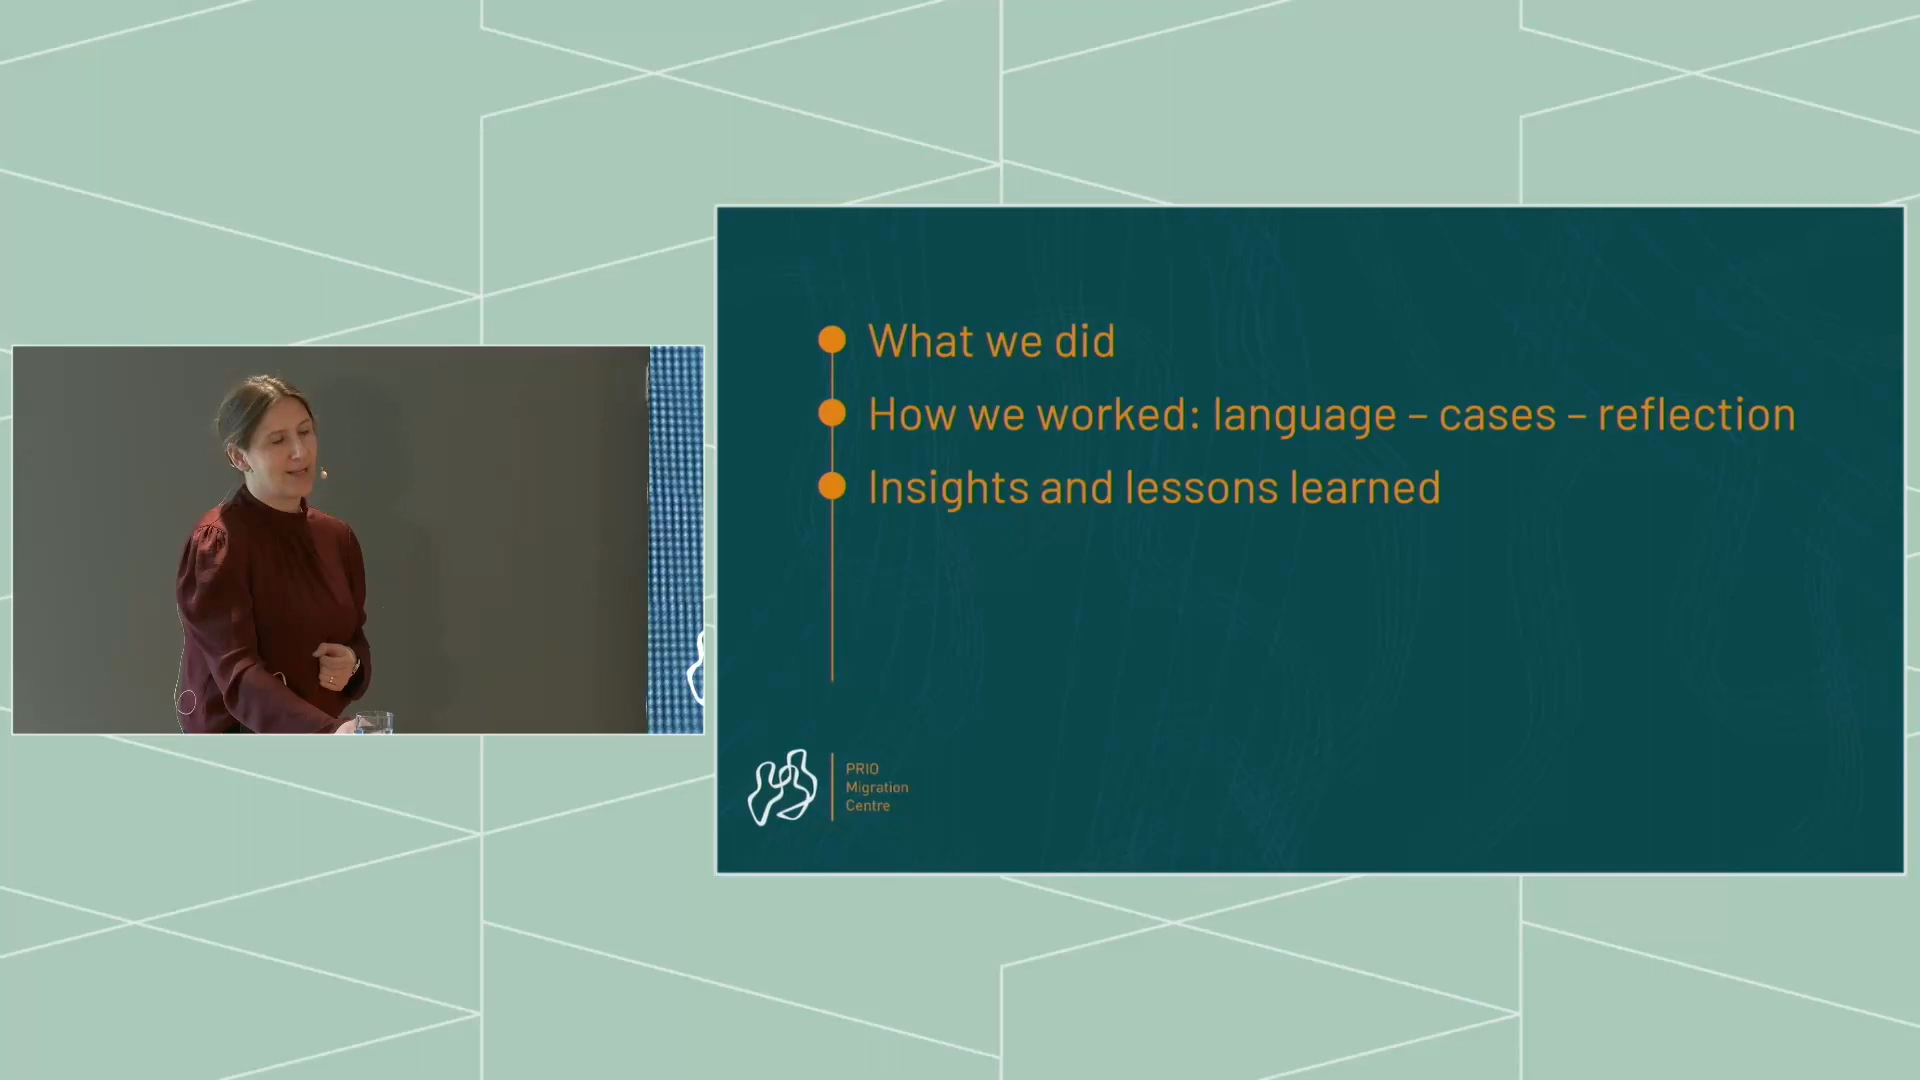 What we did
How we worked: language – cases – reflection
Insights and lessons learned
PRIO
Migration
Centre